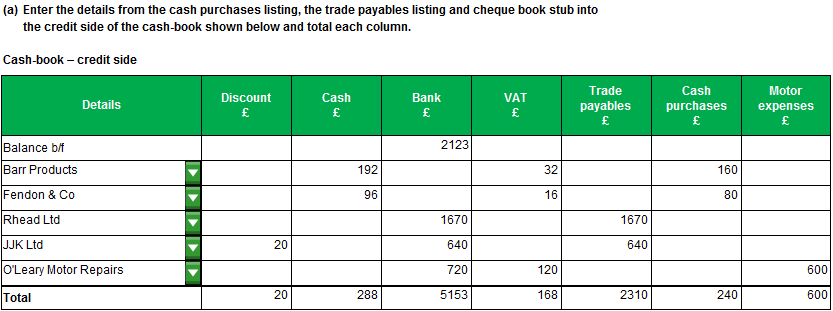 (a) Enter the details from the cash purchases listing, the trade payables listing and cheque book stub into
the credit side of the cash-book shown below and total each column.
Cash-book – credit side
Details Discount £ Cash £ Bank £ VAT £ Trade payables £ Cash purchases £ Motor expenses £
Balance b/f 2123
Barr Products 192 32 160
Fendon & Co 96 16 80
Rhead Ltd 1670 1670
JJK Ltd 20 640 640
O'Leary Motor Repairs 720 120 600
Total 20 288 5153 168 2310 240 600